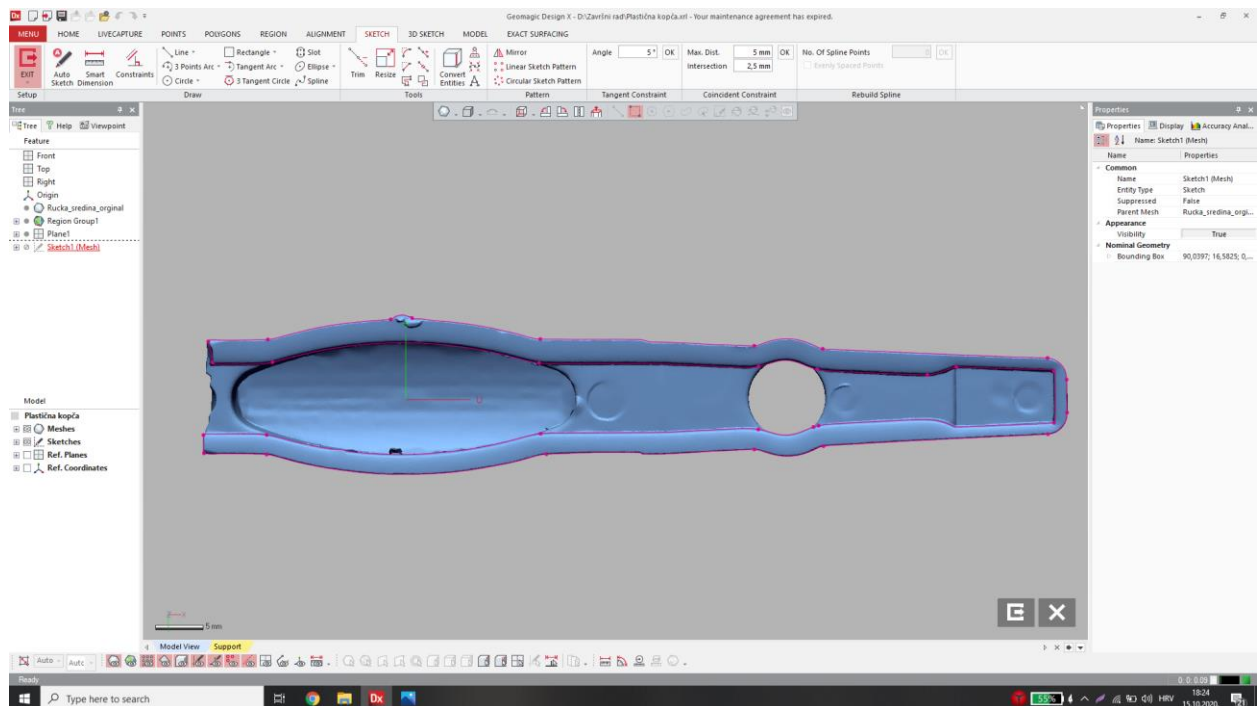 Geomagic Design X - D:\Završni rad\Plastična kopča.xrl - Your maintenance agreement has expired.
MENU HOME LIVECAPTURE POINTS POLYGONS REGION ALIGNMENT SKETCH 3D SKETCH MODEL EXACT SURFACING
Line Rectangle Slot Mirror Angle 5° OK Max. Dist. 5 mm OK No. Of Spline Points OK
3 Points Arc Tangent Arc Ellipse Linear Sketch Pattern Intersection 2,5 mm Evenly Spaced Points
Circle 3 Tangent Circle Spline Circular Sketch Pattern
EXIT Auto Sketch Smart Dimension Constraints Trim Resize Convert Entities
Setup Draw Tools Pattern Tangent Constraint Coincident Constraint Rebuild Spline
Tree
Tree Help Viewpoint
Feature
Front
Top
Right
Origin
Rucka_sredina_orginal
Region Group1
Plane1
Sketch1 (Mesh)
Model
Plastična kopča
Meshes
Sketches
Ref. Planes
Ref. Coordinates
5 mm
Model View Support
Properties
Properties Display Accuracy Anal...
Name: Sketch1 (Mesh)
Name Properties
Common
Name Sketch1 (Mesh)
Entity Type Sketch
Suppressed False
Parent Mesh Rucka_sredina_orgi...
Appearance
Visibility True
Nominal Geometry
Bounding Box 90,0397; 16,5825; 0,...
Auto Auto
Ready
0: 0: 0.09
Type here to search
Dx
55%
HRV
18:24
15.10.2020.